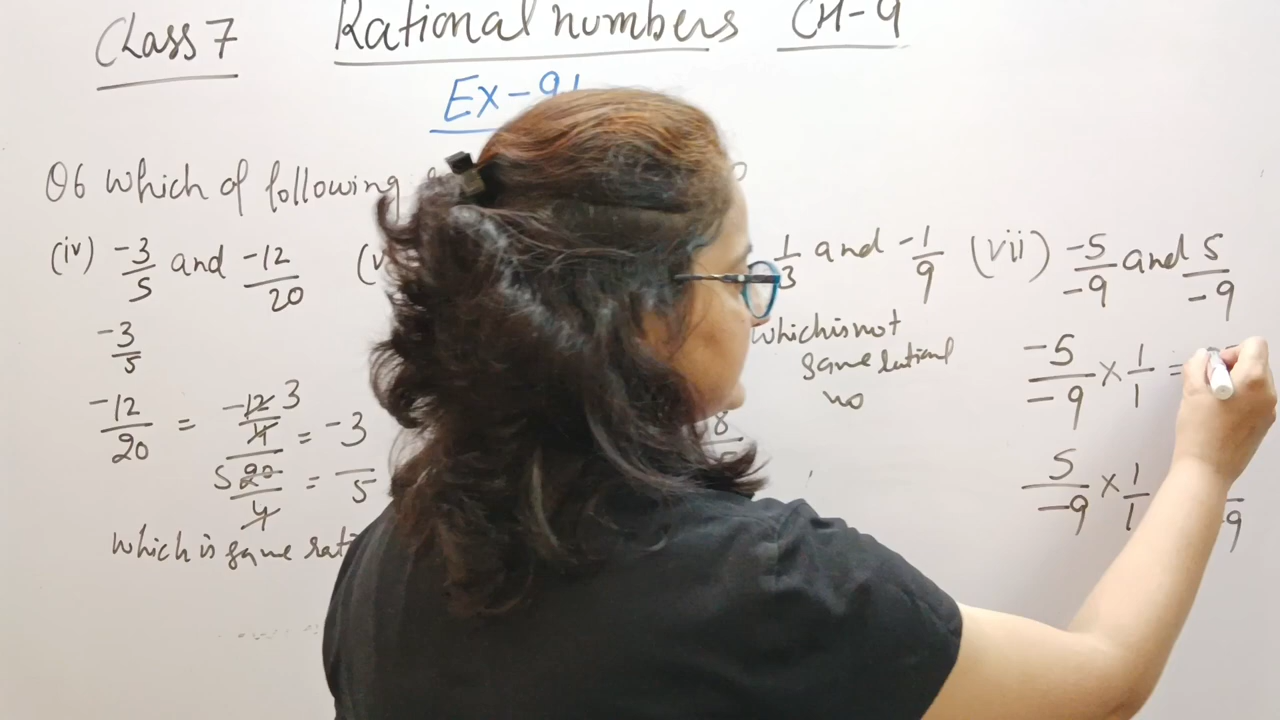 Class 7 Rational numbers CH-9
Ex-9.1
Q6 Which of following
(iv) -3/5 and -12/20
-3/5
-12/20 = -12/4 3 = -3
5 20/4 = 5
which is same
1/3 and -1/9
which is not
same rational
no
8
(vii) -5/-9 and 5/-9
-5/-9 × 1/1 =
5/-9 × 1/1
9